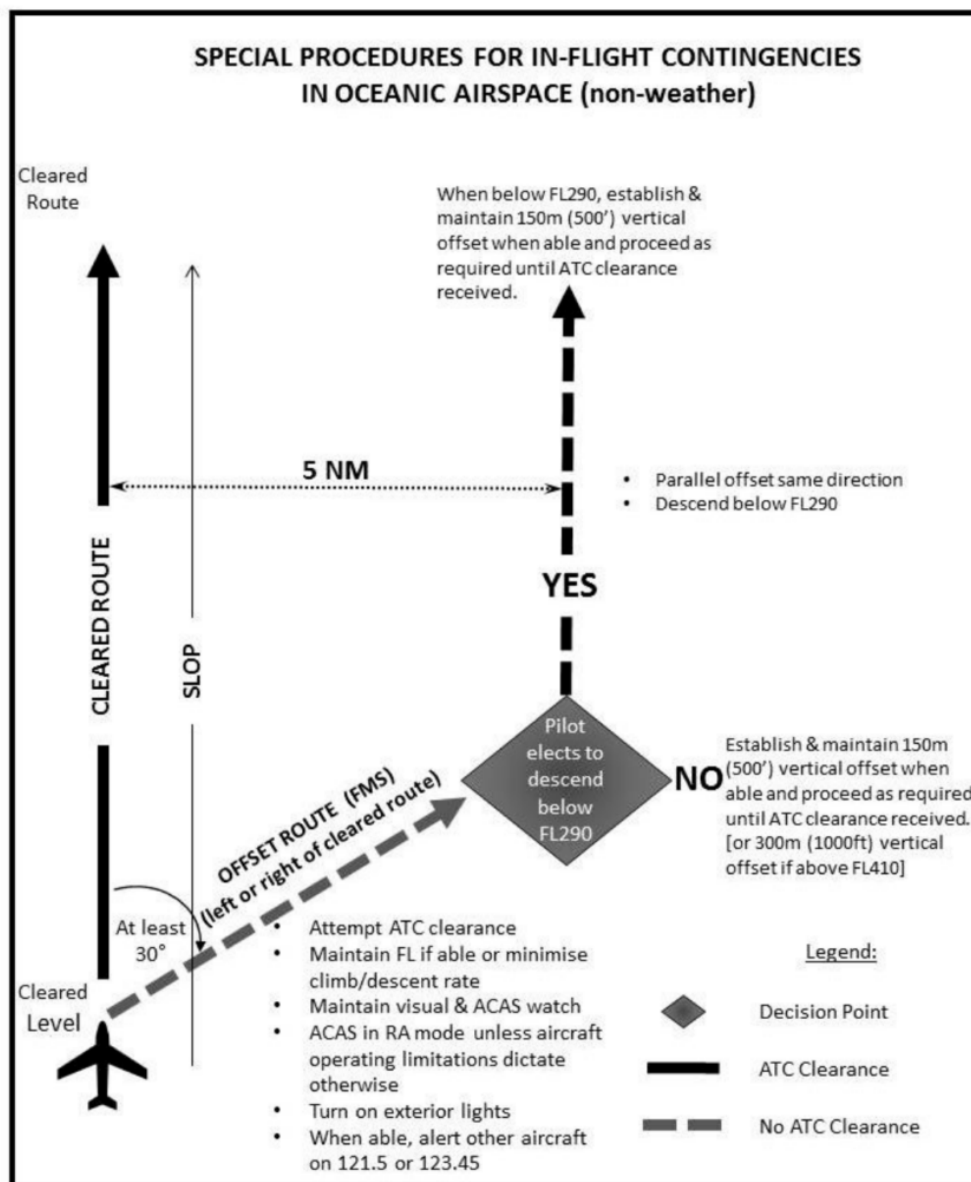 SPECIAL PROCEDURES FOR IN-FLIGHT CONTINGENCIES
IN OCEANIC AIRSPACE (non-weather)
Cleared
Route
When below FL290, establish &
maintain 150m (500’) vertical
offset when able and proceed as
required until ATC clearance
received.
5 NM
• Parallel offset same direction
• Descend below FL290
CLEARED ROUTE
SLOP
YES
Pilot
elects to
descend
below
FL290
NO
Establish & maintain 150m
(500’) vertical offset when
able and proceed as required
until ATC clearance received.
[or 300m (1000ft) vertical
offset if above FL410]
OFFSET ROUTE (FMS)
(left or right of cleared route)
At least
30°
Cleared
Level
• Attempt ATC clearance
• Maintain FL if able or minimise
climb/descent rate
• Maintain visual & ACAS watch
• ACAS in RA mode unless aircraft
operating limitations dictate
otherwise
• Turn on exterior lights
• When able, alert other aircraft
on 121.5 or 123.45
Legend:
Decision Point
ATC Clearance
No ATC Clearance